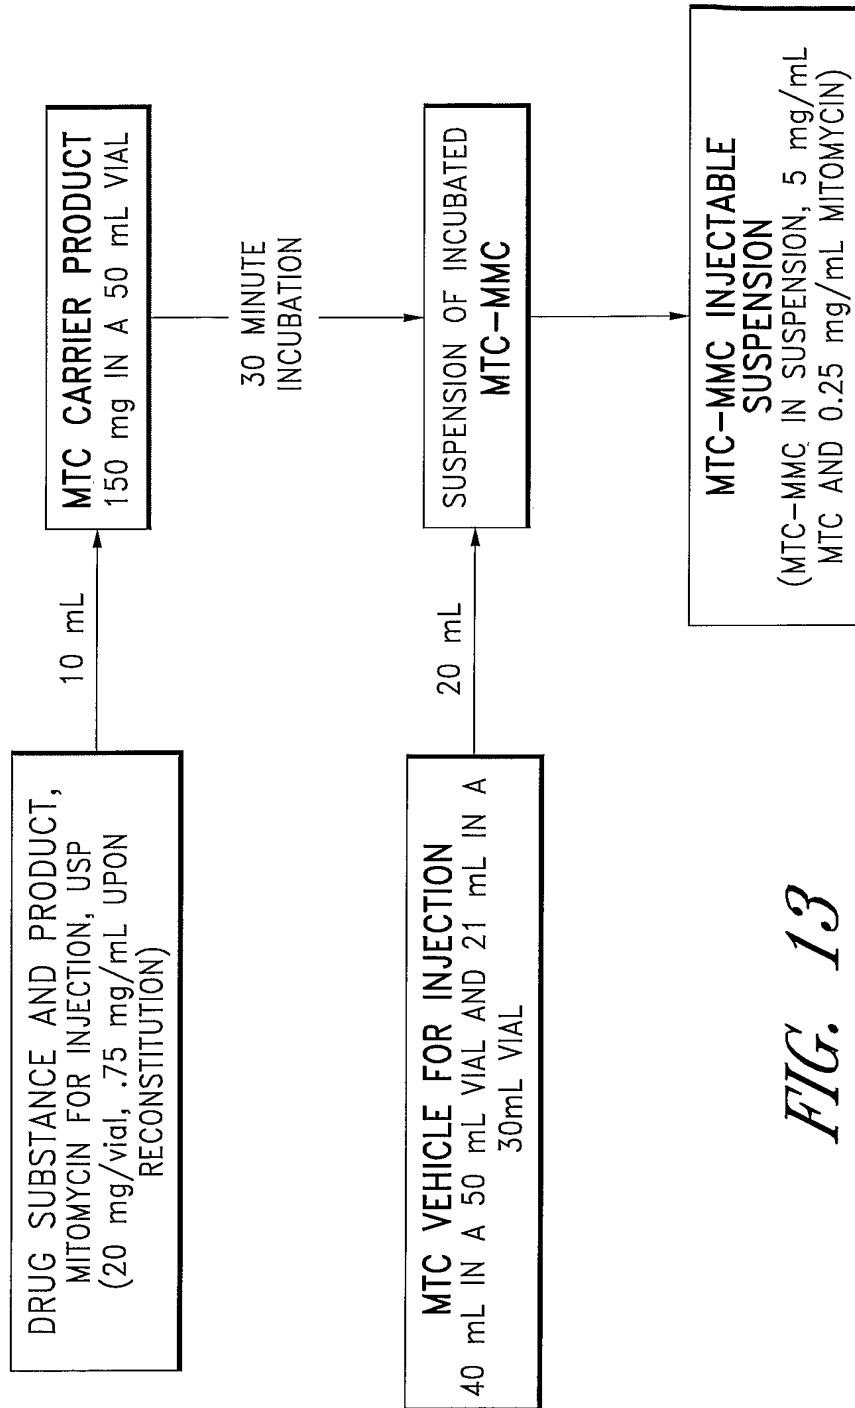 DRUG SUBSTANCE AND PRODUCT,
MITOMYCIN FOR INJECTION, USP
(20 mg/vial, .75 mg/mL UPON
RECONSTITUTION)
10 mL
MTC CARRIER PRODUCT
150 mg IN A 50 mL VIAL
30 MINUTE
INCUBATION
MTC VEHICLE FOR INJECTION
40 mL IN A 50 mL VIAL AND 21 mL IN A
30mL VIAL
20 mL
SUSPENSION OF INCUBATED
MTC-MMC
MTC-MMC INJECTABLE
SUSPENSION
(MTC-MMC IN SUSPENSION, 5 mg/mL
MTC AND 0.25 mg/mL MITOMYCIN)
FIG. 13